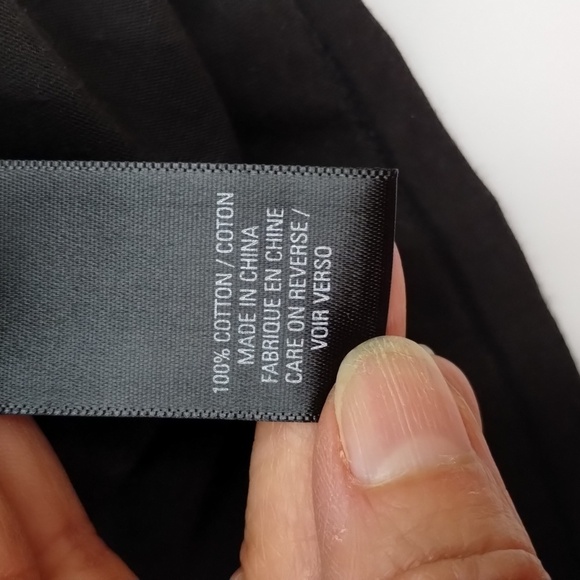 100% COTTON / COTON
MADE IN CHINA
FABRIQUE EN CHINE
CARE ON REVERSE /
VOIR VERSO